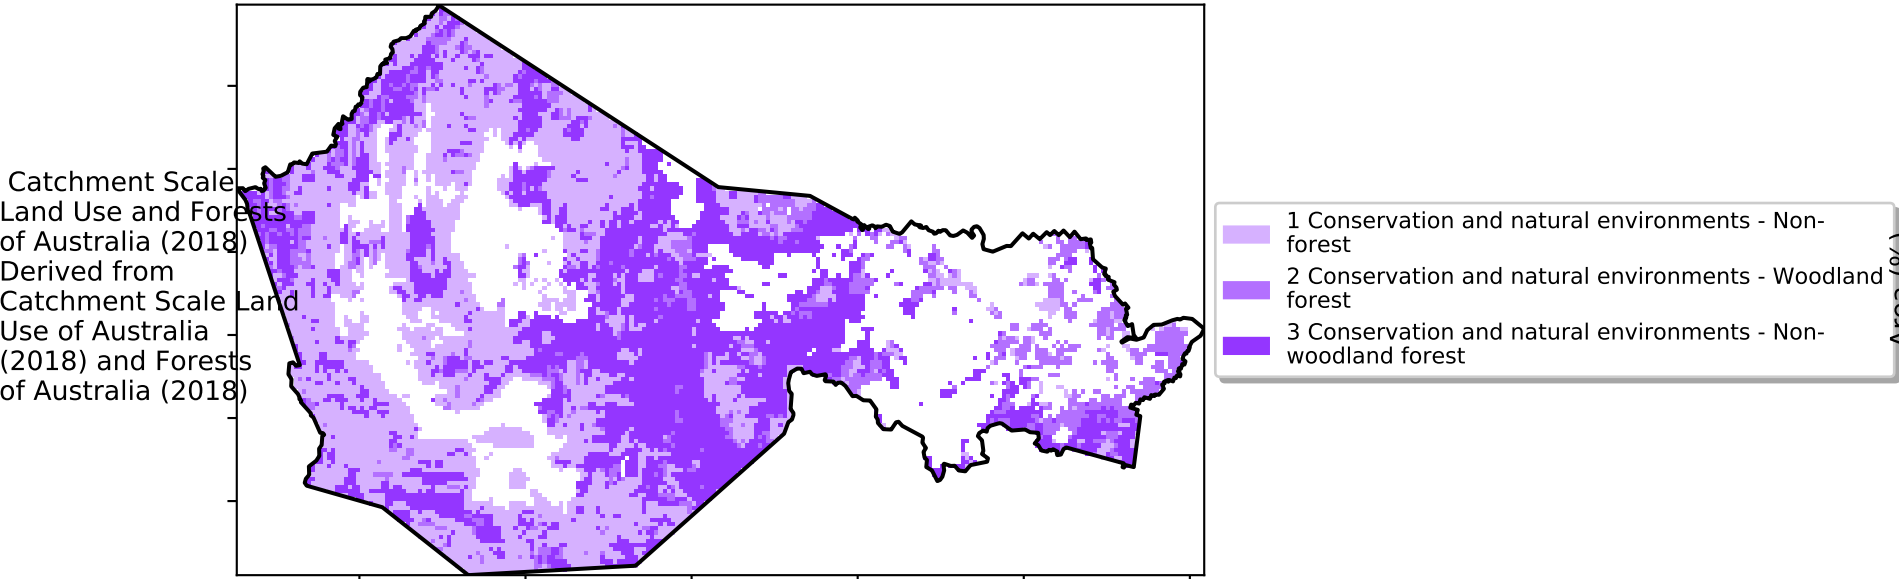 Catchment Scale
Land Use and Forests
of Australia (2018)
Derived from
Catchment Scale Land
Use of Australia
(2018) and Forests
of Australia (2018)
1 Conservation and natural environments - Non-
forest
2 Conservation and natural environments - Woodland
forest
3 Conservation and natural environments - Non-
woodland forest